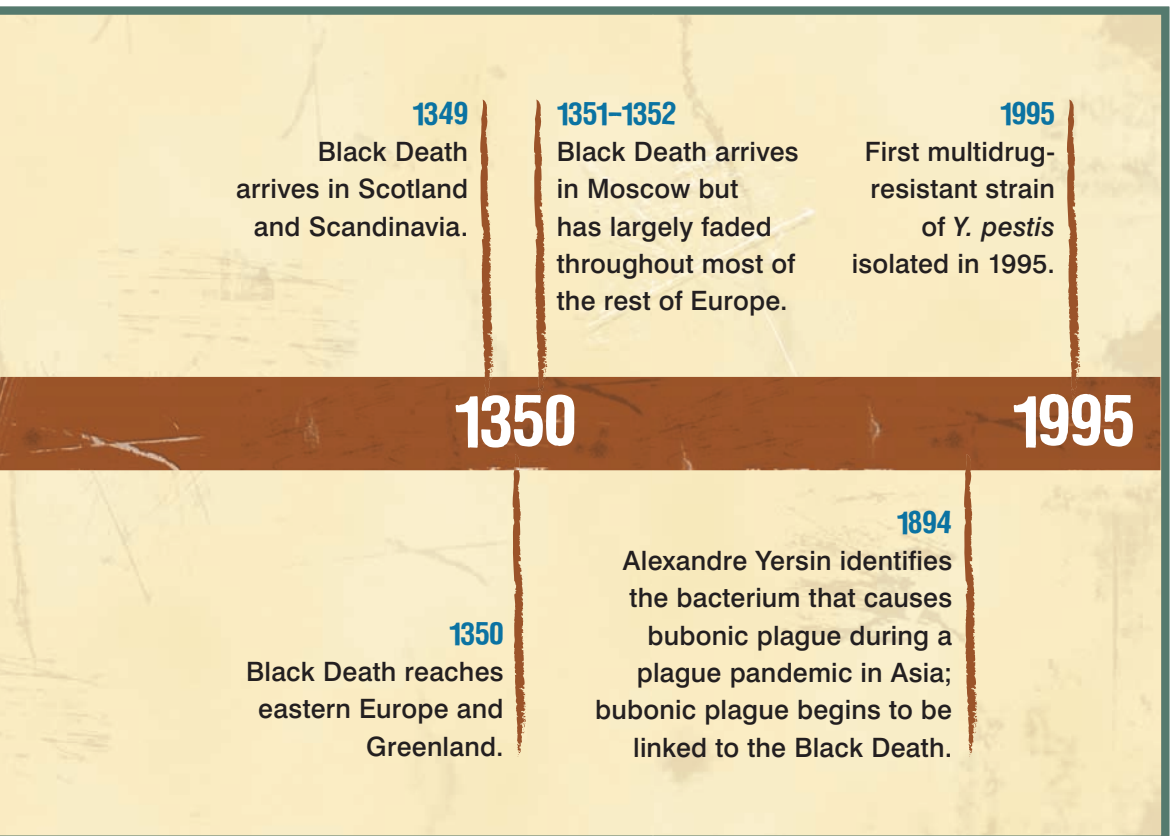 1349
Black Death
arrives in Scotland
and Scandinavia.
1351–1352
Black Death arrives
in Moscow but
has largely faded
throughout most of
the rest of Europe.
1995
First multidrug-
resistant strain
of Y. pestis
isolated in 1995.
1350
1995
1350
Black Death reaches
eastern Europe and
Greenland.
1894
Alexandre Yersin identifies
the bacterium that causes
bubonic plague during a
plague pandemic in Asia;
bubonic plague begins to be
linked to the Black Death.